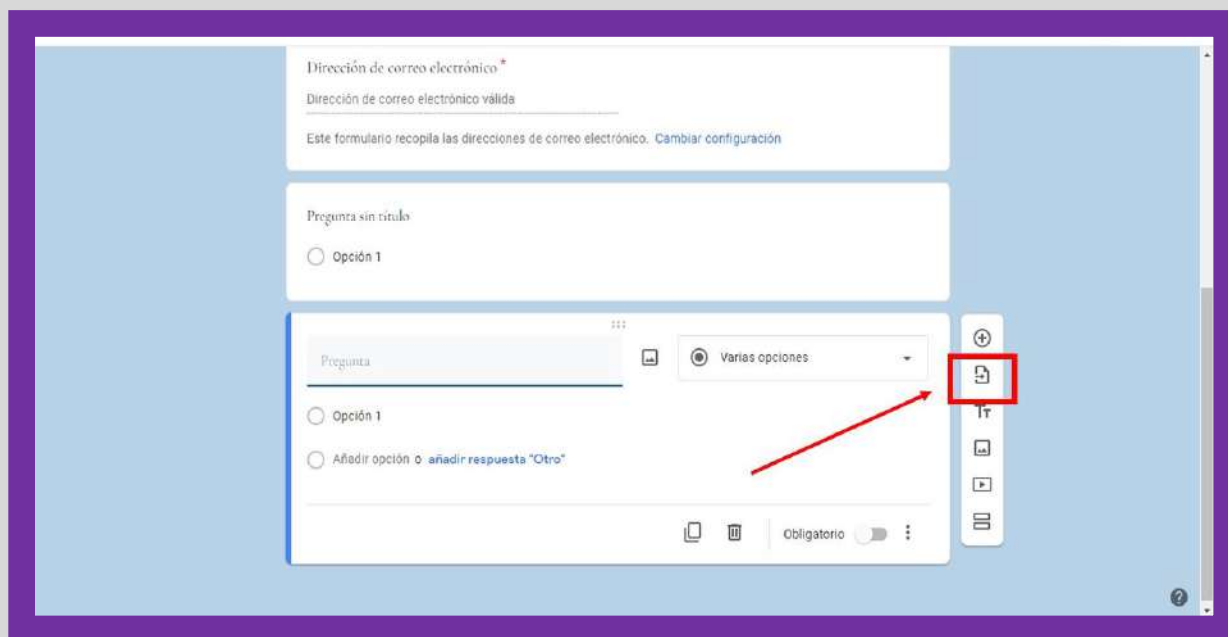 Dirección de correo electrónico *
Dirección de correo electrónico válida
Este formulario recopila las direcciones de correo electrónico. Cambiar configuración
Pregunta sin título
Opción 1
Pregunta
Varias opciones
Opción 1
Añadir opción o añadir respuesta "Otro"
Tт
Obligatorio
?